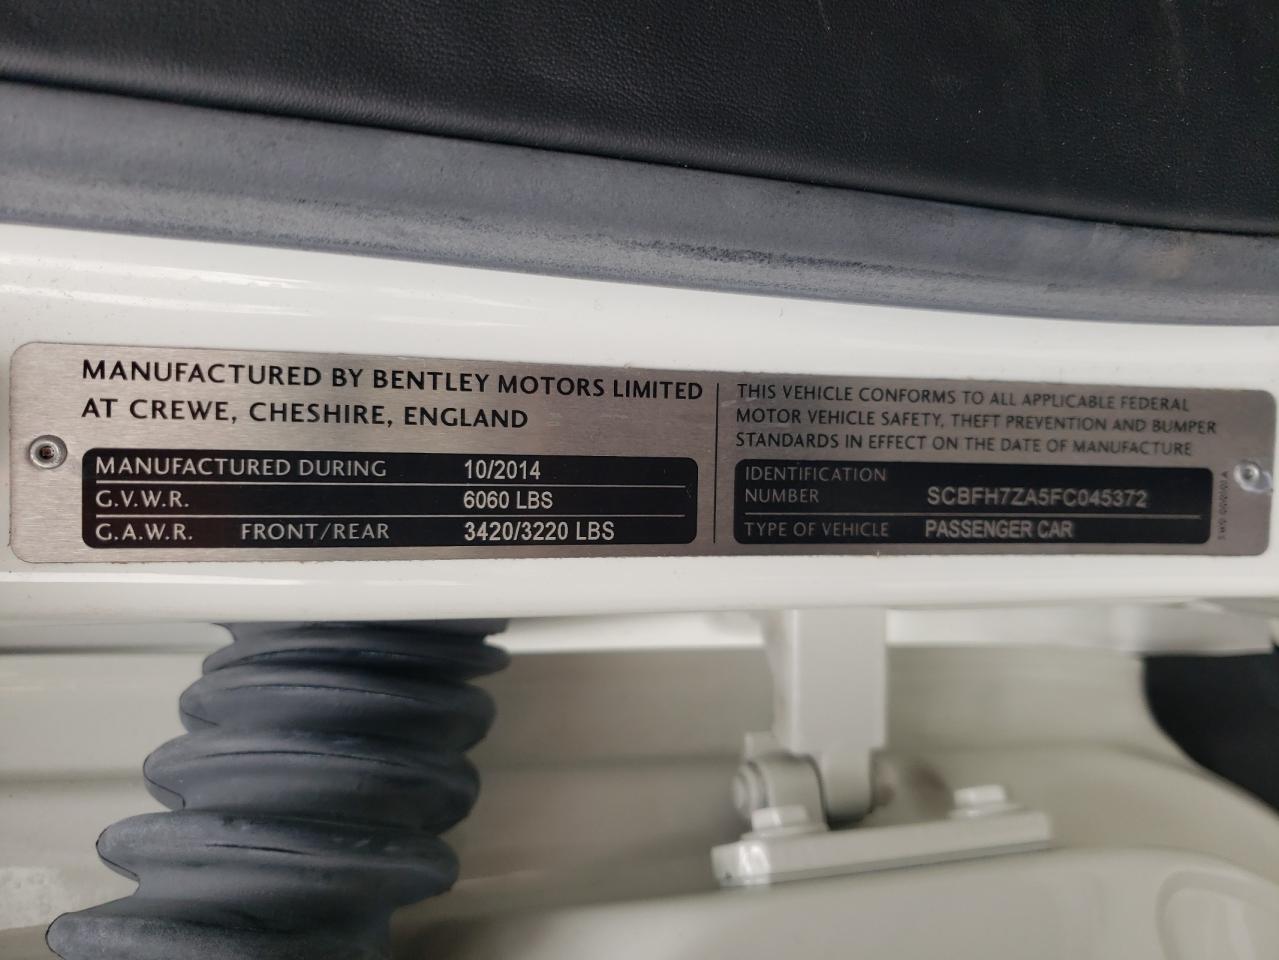 MANUFACTURED BY BENTLEY MOTORS LIMITED
AT CREWE, CHESHIRE, ENGLAND
MANUFACTURED DURING 10/2014
G.V.W.R. 6060 LBS
G.A.W.R. FRONT/REAR 3420/3220 LBS
THIS VEHICLE CONFORMS TO ALL APPLICABLE FEDERAL
MOTOR VEHICLE SAFETY, THEFT PREVENTION AND BUMPER
STANDARDS IN EFFECT ON THE DATE OF MANUFACTURE
IDENTIFICATION
NUMBER SCBFH7ZA5FC045372
TYPE OF VEHICLE PASSENGER CAR